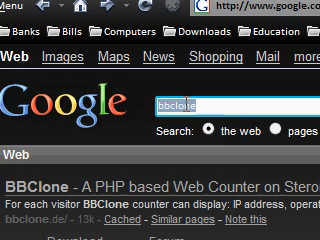 Menu http://www.google.co
Banks Bills Computers Downloads Education
Web Images Maps News Shopping Mail more
Google bbclone
Search: the web pages
Web
BBClone - A PHP based Web Counter on Stero
For each visitor BBClone counter can display: IP address, operat
bbclone.de/ - 13k - Cached - Similar pages - Note this
Download Forum